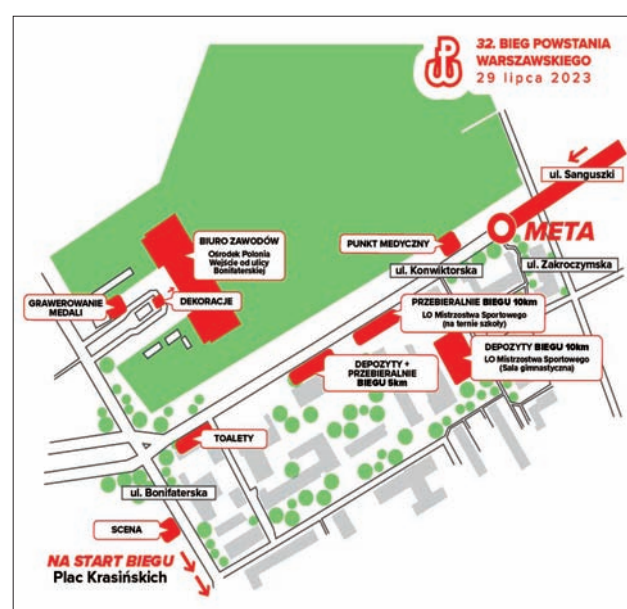 32. BIEG POWSTANIA
WARSZAWSKIEGO
29 lipca 2023
ul. Sanguszki
META
BIURO ZAWODÓW
Ośrodek Polonia
Wejście od ulicy
Bonifaterskiej
PUNKT MEDYCZNY
ul. Konwiktorska
ul. Zakroczymska
GRAWEROWANIE
MEDALI
DEKORACJE
PRZEBIERALNIE BIEGU 10km
LO Mistrzostwa Sportowego
(na ternie szkoły)
DEPOZYTY BIEGU 10km
LO Mistrzostwa Sportowego
(Sala gimnastyczna)
DEPOZYTY +
PRZEBIERALNIE
BIEGU 5km
TOALETY
ul. Bonifaterska
SCENA
NA START BIEGU
Plac Krasińskich